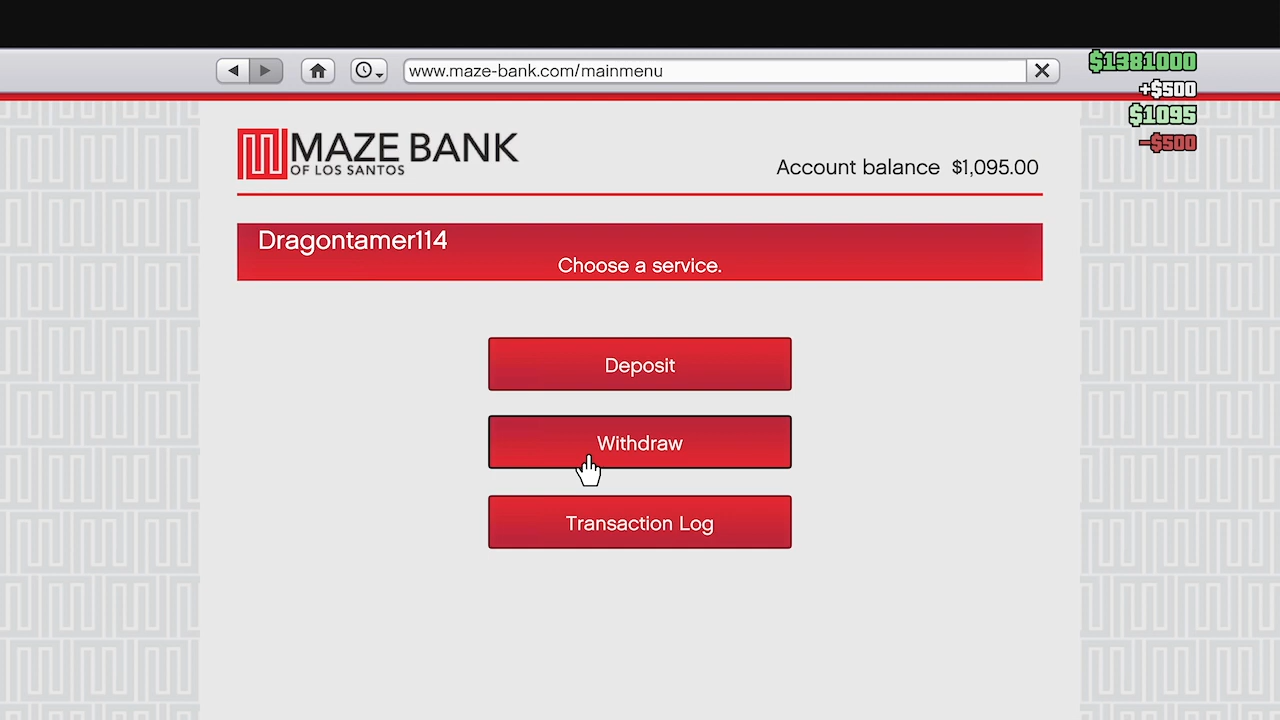 www.maze-bank.com/mainmenu
$1381000
+$500
$1095
-$500
MAZE BANK
OF LOS SANTOS
Account balance $1,095.00
Dragontamer114
Choose a service.
Deposit
Withdraw
Transaction Log